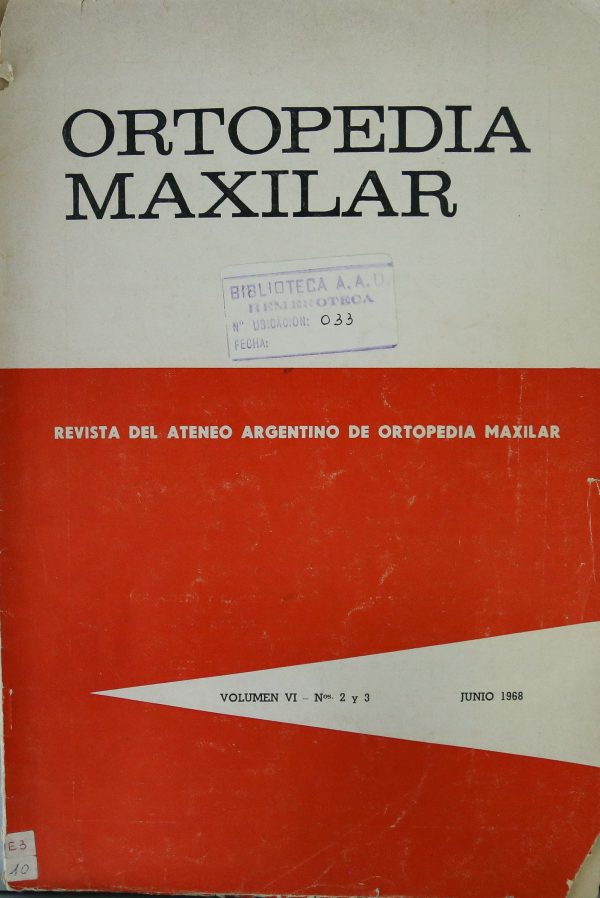 ORTOPEDIA
MAXILAR
BIBLIOTECA A. A. O.
HEMEROTECA
Nº UBICACION: 033
FECHA:
REVISTA DEL ATENEO ARGENTINO DE ORTOPEDIA MAXILAR
VOLUMEN VI – Nos. 2 y 3 JUNIO 1968
E3
10